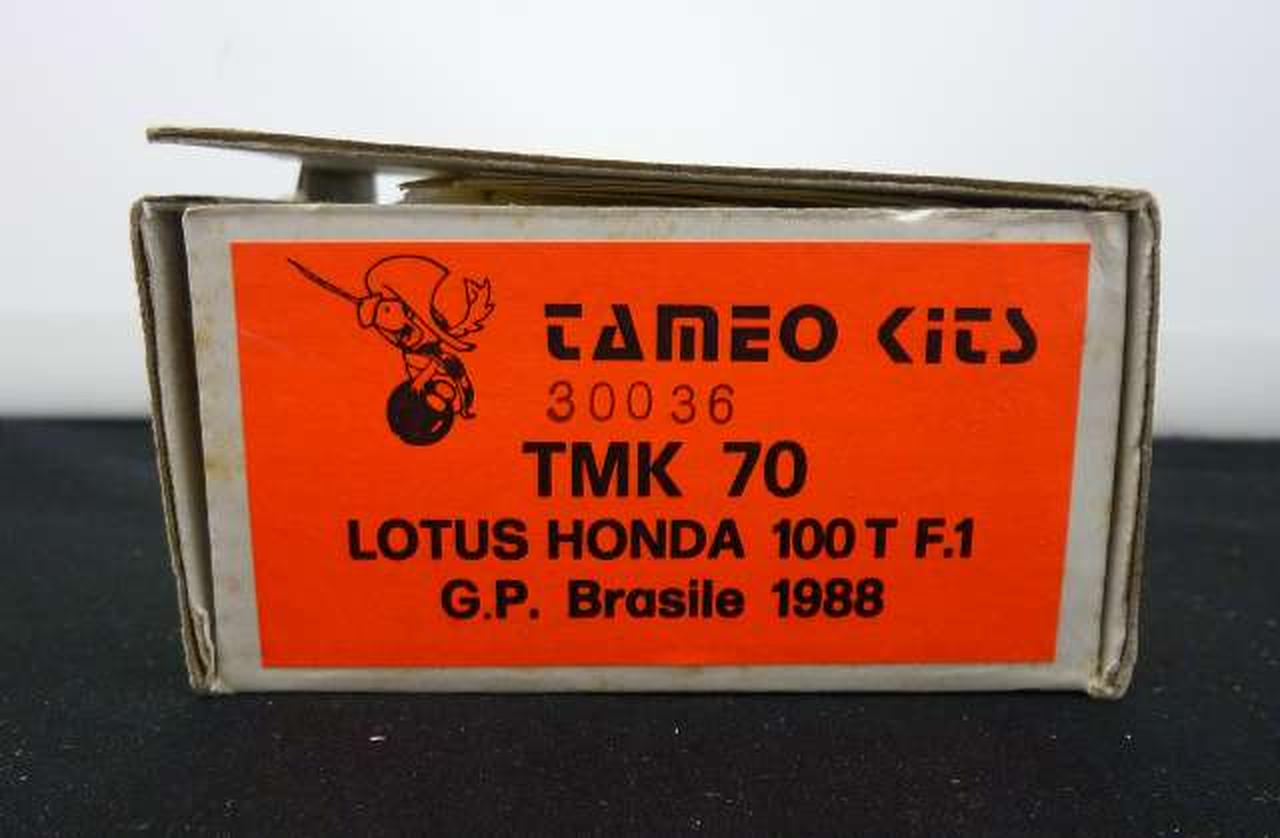 TAMEO KiTS
30036
TMK 70
LOTUS HONDA 100T F.1
G.P. Brasile 1988